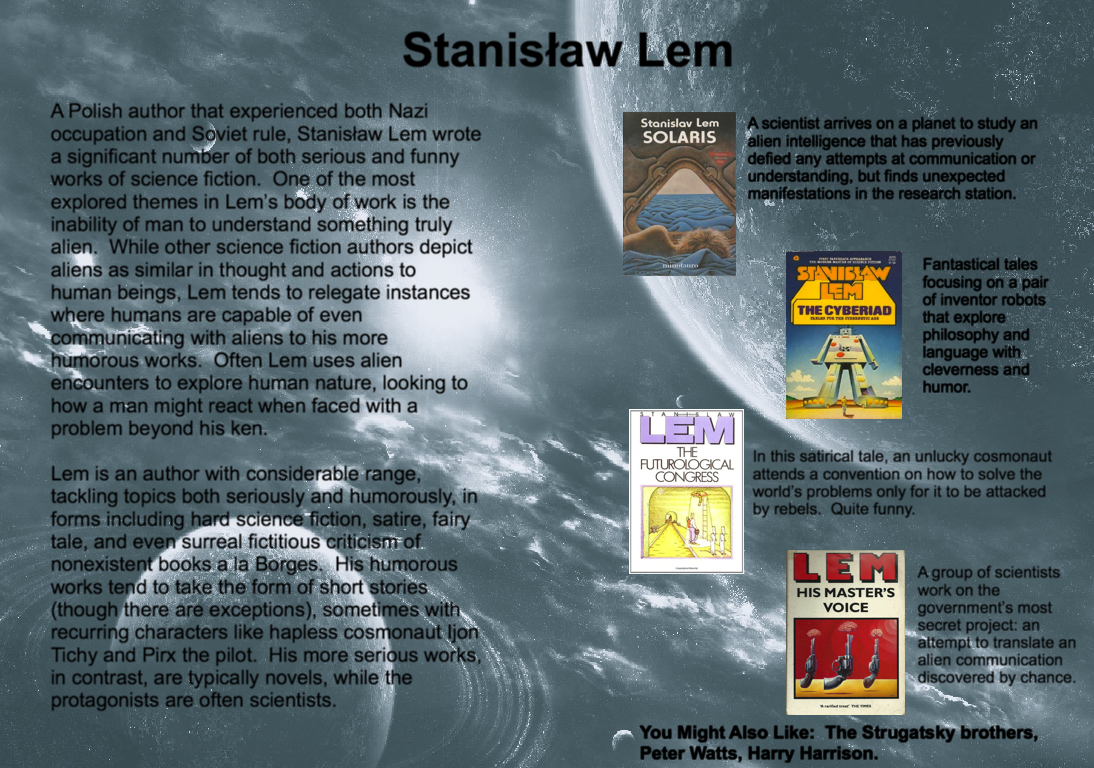 Stanisław Lem
A Polish author that experienced both Nazi
occupation and Soviet rule, Stanisław Lem wrote
a significant number of both serious and funny
works of science fiction.  One of the most
explored themes in Lem's body of work is the
inability of man to understand something truly
alien.  While other science fiction authors depict
aliens as similar in thought and actions to
human beings, Lem tends to relegate instances
where humans are capable of even
communicating with aliens to his more
humorous works.  Often Lem uses alien
encounters to explore human nature, looking to
how a man might react when faced with a
problem beyond his ken.
Lem is an author with considerable range,
tackling topics both seriously and humorously, in
forms including hard science fiction, satire, fairy
tale, and even surreal fictitious criticism of
nonexistent books a la Borges.  His humorous
works tend to take the form of short stories
(though there are exceptions), sometimes with
recurring characters like hapless cosmonaut Ijon
Tichy and Pirx the pilot.  His more serious works,
in contrast, are typically novels, while the
protagonists are often scientists.
Stanislav Lem
SOLARIS
minotauro
A scientist arrives on a planet to study an
alien intelligence that has previously
defied any attempts at communication or
understanding, but finds unexpected
manifestations in the research station.
STANISLAW
LEM
THE CYBERIAD
FABLES FOR THE CYBERNETIC AGE
Fantastical tales
focusing on a pair
of inventor robots
that explore
philosophy and
language with
cleverness and
humor.
STANISLAW
LEM
THE
FUTUROLOGICAL
CONGRESS
In this satirical tale, an unlucky cosmonaut
attends a convention on how to solve the
world's problems only for it to be attacked
by rebels.  Quite funny.
LEM
HIS MASTER'S
VOICE
'A rarified treat' THE TIMES
A group of scientists
work on the
government's most
secret project: an
attempt to translate an
alien communication
discovered by chance.
You Might Also Like:  The Strugatsky brothers,
Peter Watts, Harry Harrison.